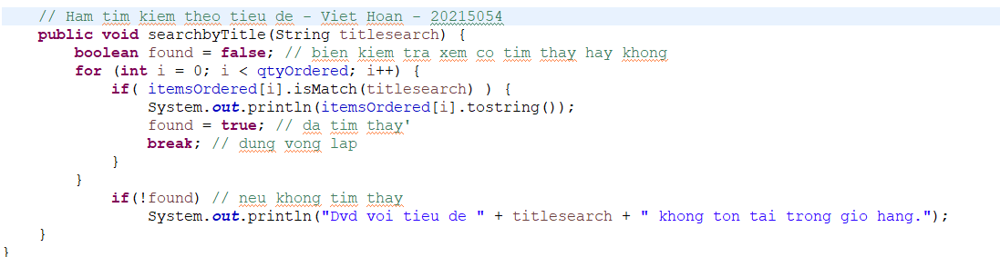 // Ham tim kiem theo tieu de - Viet Hoan - 20215054
public void searchbyTitle(String titlesearch) {
boolean found = false; // bien kiem tra xem co tim thay hay khong
for (int i = 0; i < qtyOrdered; i++) {
if( itemsOrdered[i].isMatch(titlesearch) ) {
System.out.println(itemsOrdered[i].tostring());
found = true; // da tim thay'
break; // dung vong lap
}
}
if(!found) // neu khong tim thay
System.out.println("Dvd voi tieu de " + titlesearch + " khong ton tai trong gio hang.");
}
}